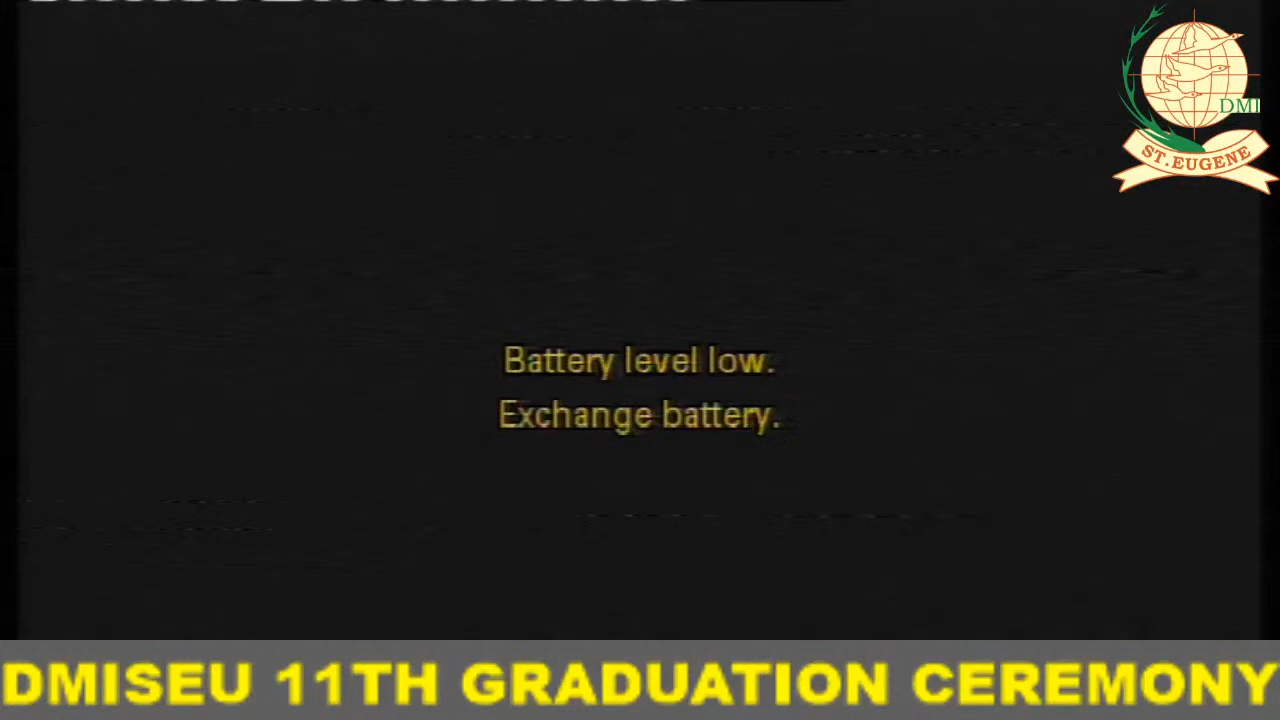 DMI
ST.EUGENE
Battery level low.
Exchange battery.
DMISEU 11TH GRADUATION CEREMONY